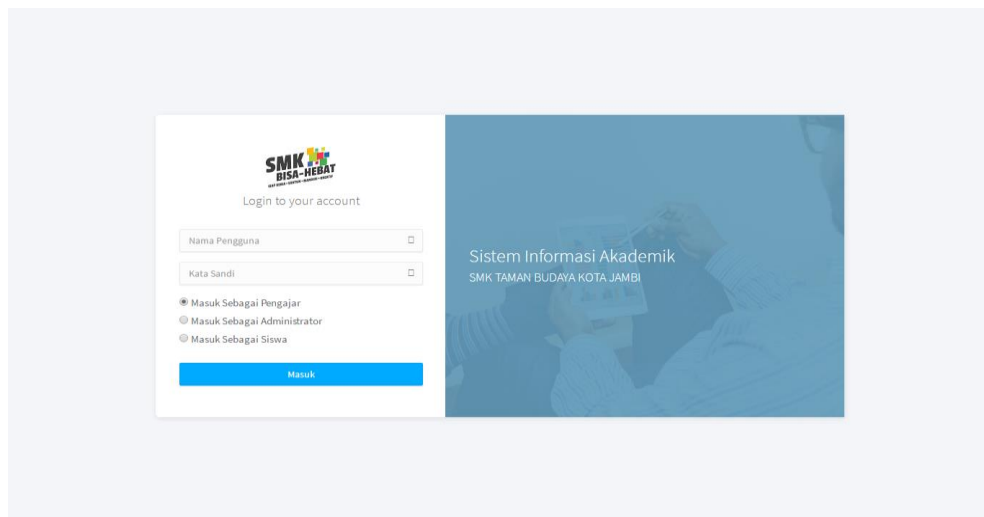 SMK
BISA-HEBAT
Login to your account
Nama Pengguna
Kata Sandi
Masuk Sebagai Pengajar
Masuk Sebagai Administrator
Masuk Sebagai Siswa
Masuk
Sistem Informasi Akademik
SMK TAMAN BUDAYA KOTA JAMBI